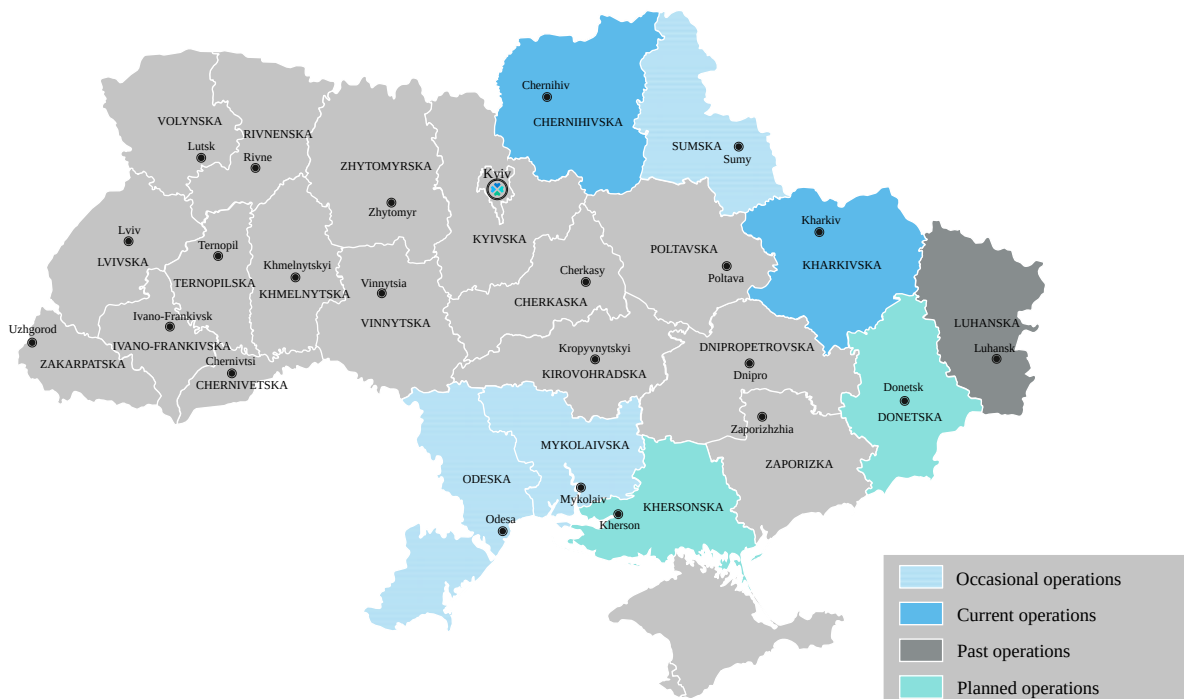 Chernihiv
CHERNIHIVSKA
VOLYNSKA
RIVNENSKA
Lutsk
Rivne
SUMSKA
Sumy
ZHYTOMYRSKA
Kyiv
Zhytomyr
Kharkiv
Lviv
Ternopil
KYIVSKA
POLTAVSKA
LVIVSKA
Khmelnytskyi
KHARKIVSKA
TERNOPILSKA
Vinnytsia
Cherkasy
Poltava
KHMELNYTSKA
CHERKASKA
Ivano-Frankivsk
VINNYTSKA
LUHANSKA
Uzhgorod
IVANO-FRANKIVSKA
DNIPROPETROVSKA
Luhansk
ZAKARPATSKA
Chernivtsi
Kropyvnytskyi
KIROVOHRADSKA
Dnipro
CHERNIVETSKA
Donetsk
DONETSKA
Zaporizhzhia
MYKOLAIVSKA
ZAPORIZKA
ODESKA
Mykolaiv
KHERSONSKA
Odesa
Kherson
Occasional operations
Current operations
Past operations
Planned operations